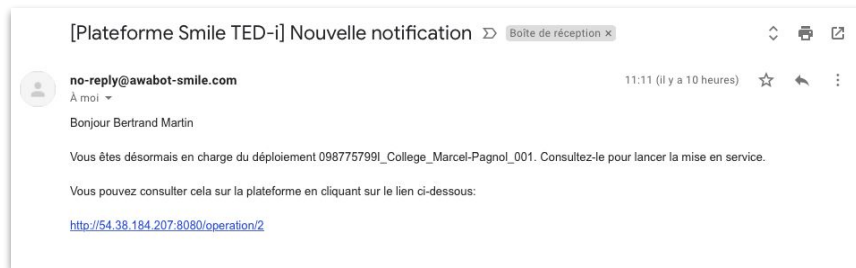 [Plateforme Smile TED-i] Nouvelle notification Boîte de réception ×
no-reply@awabot-smile.com 11:11 (il y a 10 heures)
À moi
Bonjour Bertrand Martin
Vous êtes désormais en charge du déploiement 098775799I_College_Marcel-Pagnol_001. Consultez-le pour lancer la mise en service.
Vous pouvez consulter cela sur la plateforme en cliquant sur le lien ci-dessous:
http://54.38.184.207:8080/operation/2